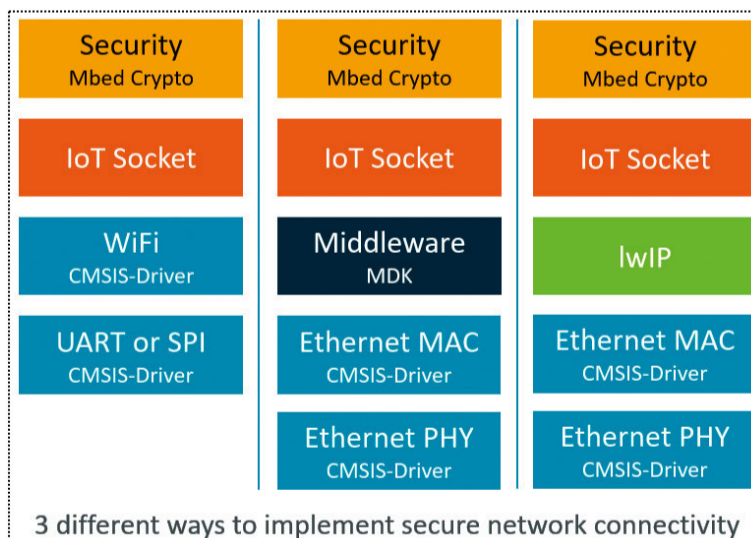 Security
Mbed Crypto
IoT Socket
WiFi
CMSIS-Driver
UART or SPI
CMSIS-Driver
Security
Mbed Crypto
IoT Socket
Middleware
MDK
Ethernet MAC
CMSIS-Driver
Ethernet PHY
CMSIS-Driver
Security
Mbed Crypto
IoT Socket
lwIP
Ethernet MAC
CMSIS-Driver
Ethernet PHY
CMSIS-Driver
3 different ways to implement secure network connectivity